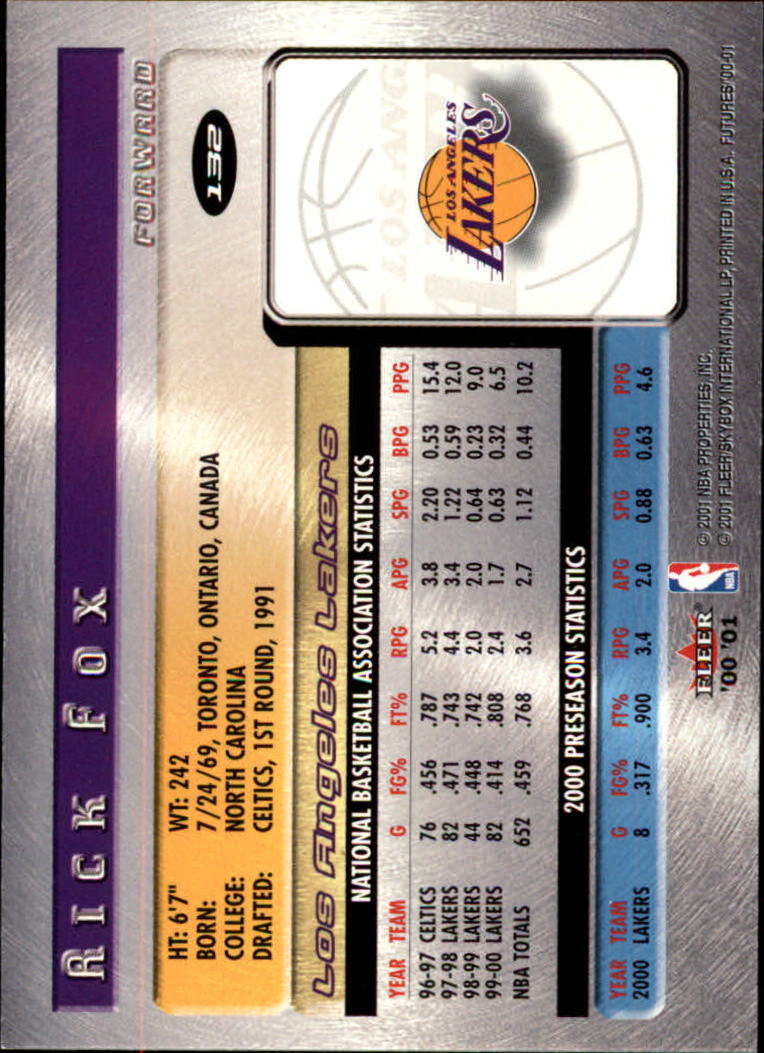 RICK FOX
FORWARD
HT: 6'7" WT: 242
BORN: 7/24/69, TORONTO, ONTARIO, CANADA
COLLEGE: NORTH CAROLINA
DRAFTED: CELTICS, 1ST ROUND, 1991
132
Los Angeles Lakers
LOS ANGELES
LAKERS
LOS ANG
NATIONAL BASKETBALL ASSOCIATION STATISTICS
YEAR TEAM G FG% FT% RPG APG SPG BPG PPG
96-97 CELTICS 76 .456 .787 5.2 3.8 2.20 0.53 15.4
97-98 LAKERS 82 .471 .743 4.4 3.4 1.22 0.59 12.0
98-99 LAKERS 44 .448 .742 2.0 2.0 0.64 0.23 9.0
99-00 LAKERS 82 .414 .808 2.4 1.7 0.63 0.32 6.5
NBA TOTALS 652 .459 .768 3.6 2.7 1.12 0.44 10.2
2000 PRESEASON STATISTICS
YEAR TEAM G FG% FT% RPG APG SPG BPG PPG
2000 LAKERS 8 .317 .900 3.4 2.0 0.88 0.63 4.6
FLEER
'00 '01
NBA
© 2001 NBA PROPERTIES, INC.
© 2001 FLEER/SKYBOX INTERNATIONAL LP, PRINTED IN U.S.A. FUTURES '00-01